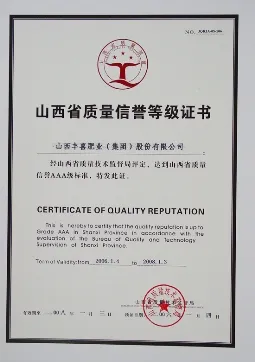 山西省质量信誉等级证书
山西丰喜肥业（集团）股份有限公司
经山西省质量技术监督局评定，达到山西省质量
信誉AAA级标准，特发此证。
CERTIFICATE OF QUALITY REPUTATION
This is hereby to certify that the quality reputation is up to
Grade AAA in Shanxi Province in accordance with the
evaluation of the Bureau of Quality and Technology
Supervision of Shanxi Province.
Term of Validity: from 2006.1.4 to 2008.1.3